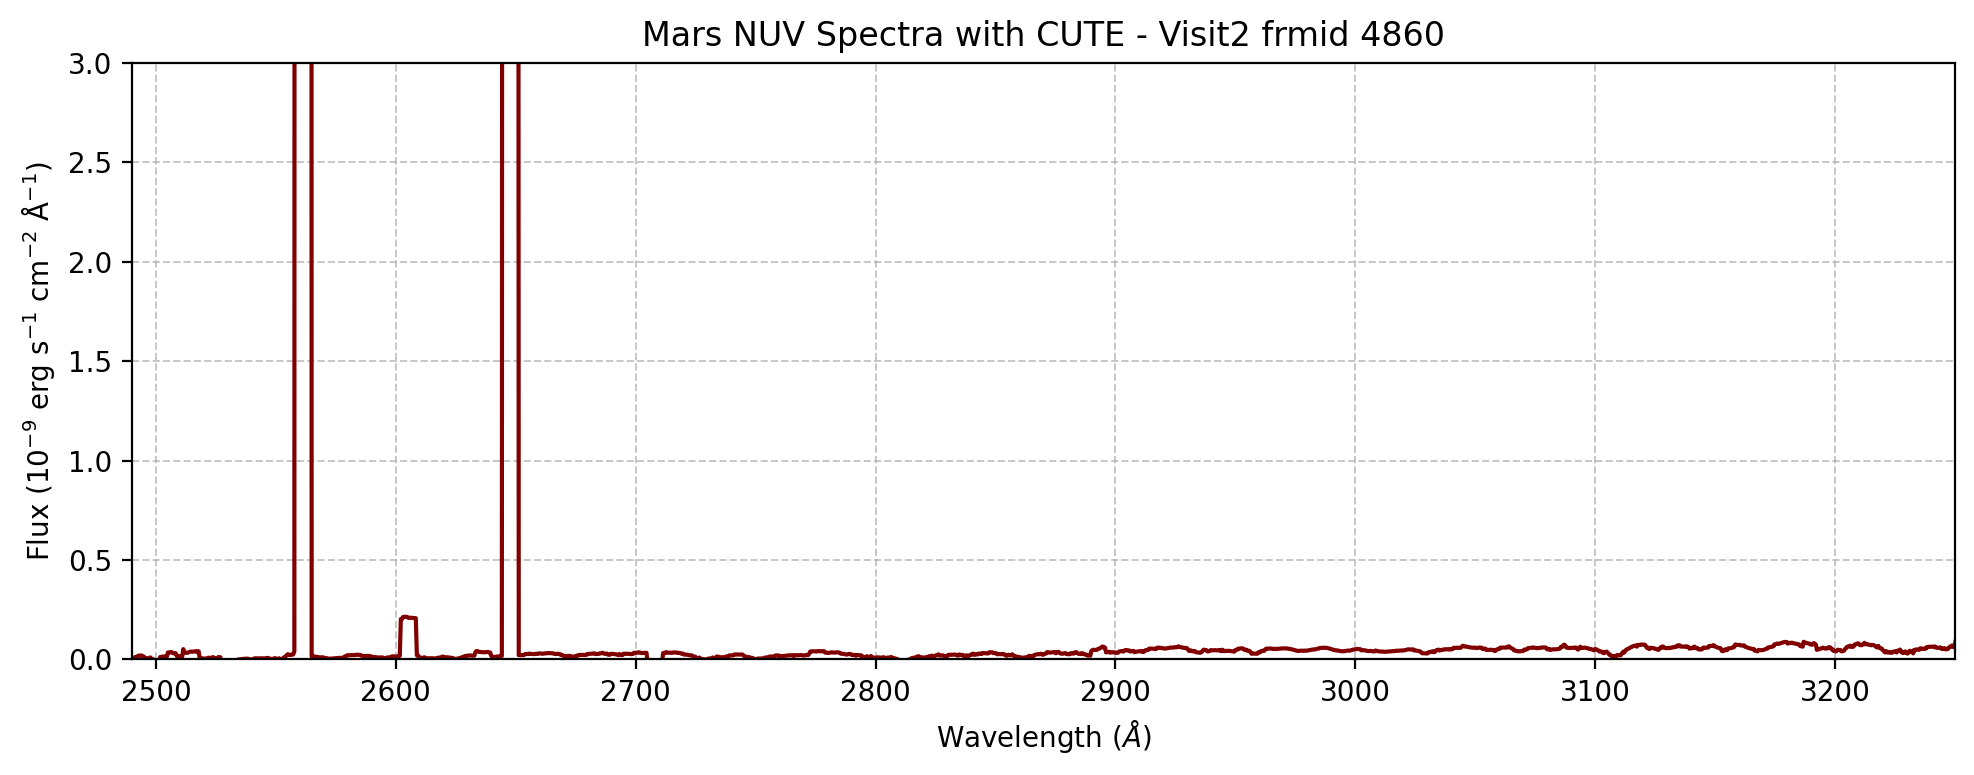 Mars NUV Spectra with CUTE - Visit2 frmid 4860
3.0
2.5
2.0
1.5
1.0
0.5
0.0
Flux (10⁻⁹ erg s⁻¹ cm⁻² Å⁻¹)
2500 2600 2700 2800 2900 3000 3100 3200
Wavelength (Å)